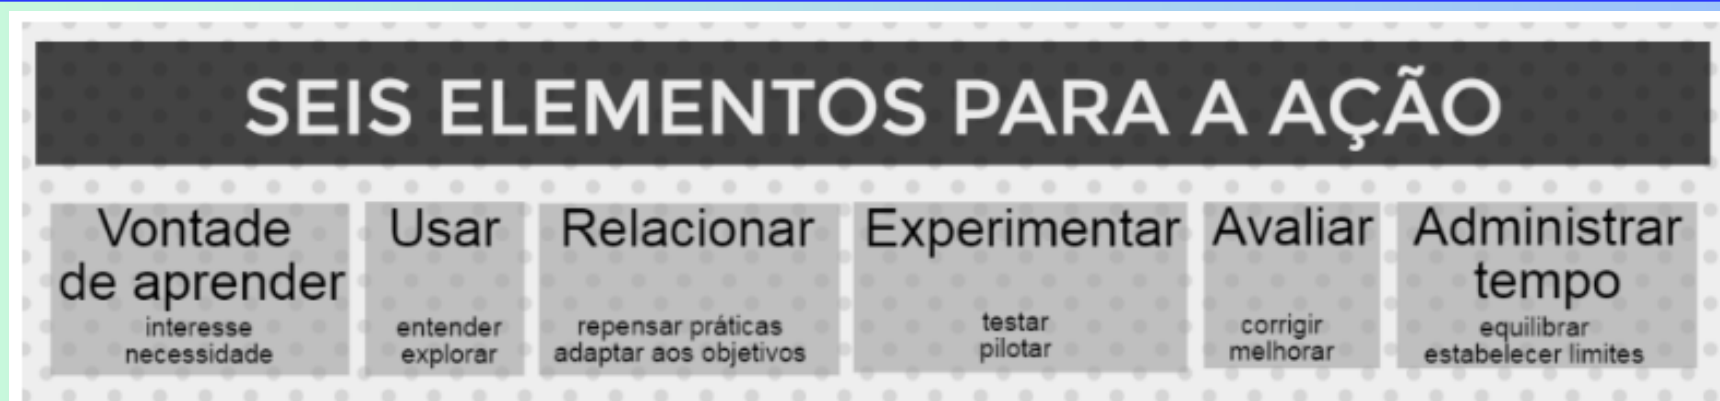 SEIS ELEMENTOS PARA A AÇÃO
Vontade
de aprender
interesse
necessidade
Usar
entender
explorar
Relacionar
repensar práticas
adaptar aos objetivos
Experimentar
testar
pilotar
Avaliar
corrigir
melhorar
Administrar
tempo
equilibrar
estabelecer limites